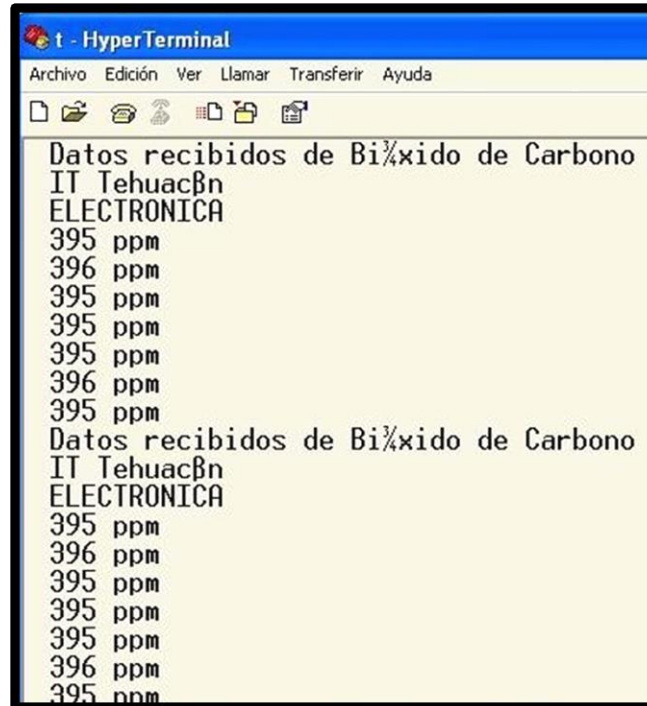 t - HyperTerminal
Archivo Edición Ver Llamar Transferir Ayuda
Datos recibidos de Bi¾xido de Carbono
IT Tehuacßn
ELECTRONICA
395 ppm
396 ppm
395 ppm
395 ppm
395 ppm
396 ppm
395 ppm
Datos recibidos de Bi¾xido de Carbono
IT Tehuacßn
ELECTRONICA
395 ppm
396 ppm
395 ppm
395 ppm
395 ppm
396 ppm
395 ppm